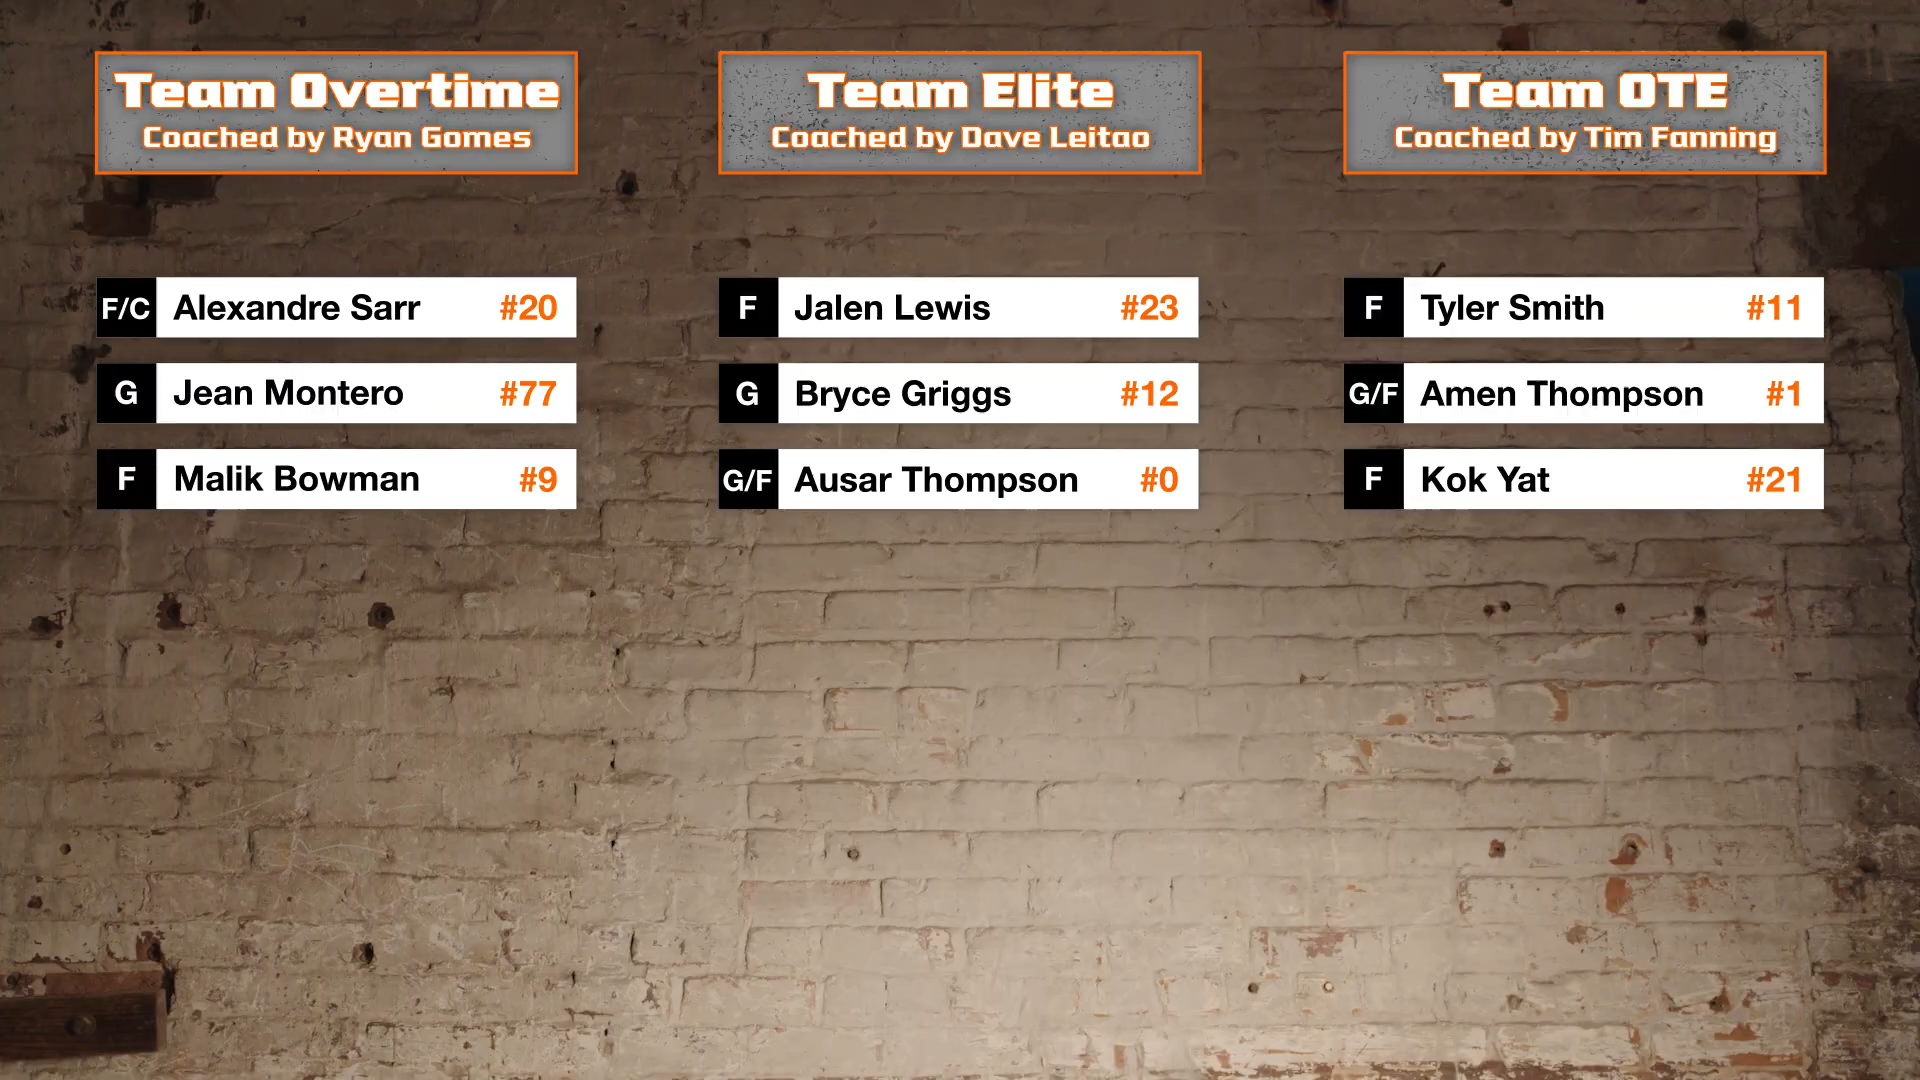 Team Overtime
Coached by Ryan Gomes
F/C Alexandre Sarr #20
G Jean Montero #77
F Malik Bowman #9
Team Elite
Coached by Dave Leitao
F Jalen Lewis #23
G Bryce Griggs #12
G/F Ausar Thompson #0
Team OTE
Coached by Tim Fanning
F Tyler Smith #11
G/F Amen Thompson #1
F Kok Yat #21